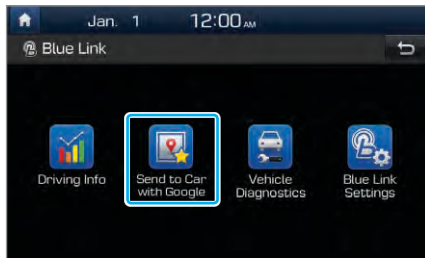 Jan. 1 12:00 AM
Blue Link
Driving Info
Send to Car
with Google
Vehicle
Diagnostics
Blue Link
Settings